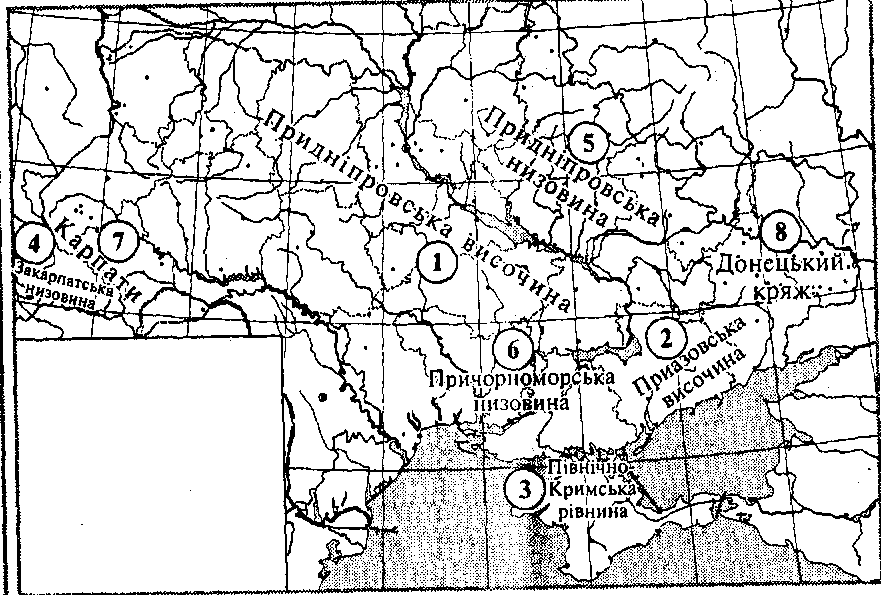 Придніпровська височина
Придніпровська
низовина
5
4
Карпати
7
Закарпатська
низовина
1
8
Донецький
кряж
6
2
Причорноморська
низовина
Приазовська
височина
3
Північно-
Кримська
рівнина